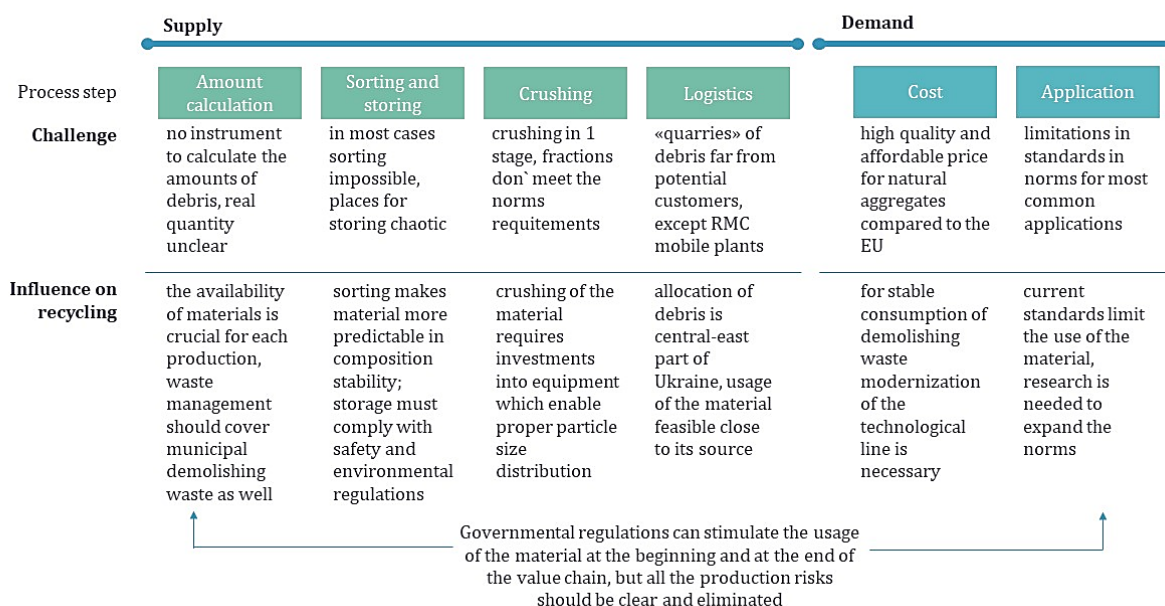 Supply
Demand
Process step
Amount
calculation
Sorting and
storing
Crushing
Logistics
Cost
Application
Challenge
no instrument
to calculate the
amounts of
debris, real
quantity
unclear
in most cases
sorting
impossible,
places for
storing chaotic
crushing in 1
stage, fractions
don` meet the
norms
requitements
«quarries» of
debris far from
potential
customers,
except RMC
mobile plants
high quality and
affordable price
for natural
aggregates
compared to the
EU
limitations in
standards in
norms for most
common
applications
Influence on
recycling
the availability
of materials is
crucial for each
production,
waste
management
should cover
municipal
demolishing
waste as well
sorting makes
material more
predictable in
composition
stability;
storage must
comply with
safety and
environmental
regulations
crushing of the
material
requires
investments
into equipment
which enable
proper particle
size
distribution
allocation of
debris is
central-east
part of
Ukraine, usage
of the material
feasible close
to its source
for stable
consumption of
demolishing
waste
modernization
of the
technological
line is
necessary
current
standards limit
the use of the
material,
research is
needed to
expand the
norms
Governmental regulations can stimulate the usage
of the material at the beginning and at the end of
the value chain, but all the production risks
should be clear and eliminated